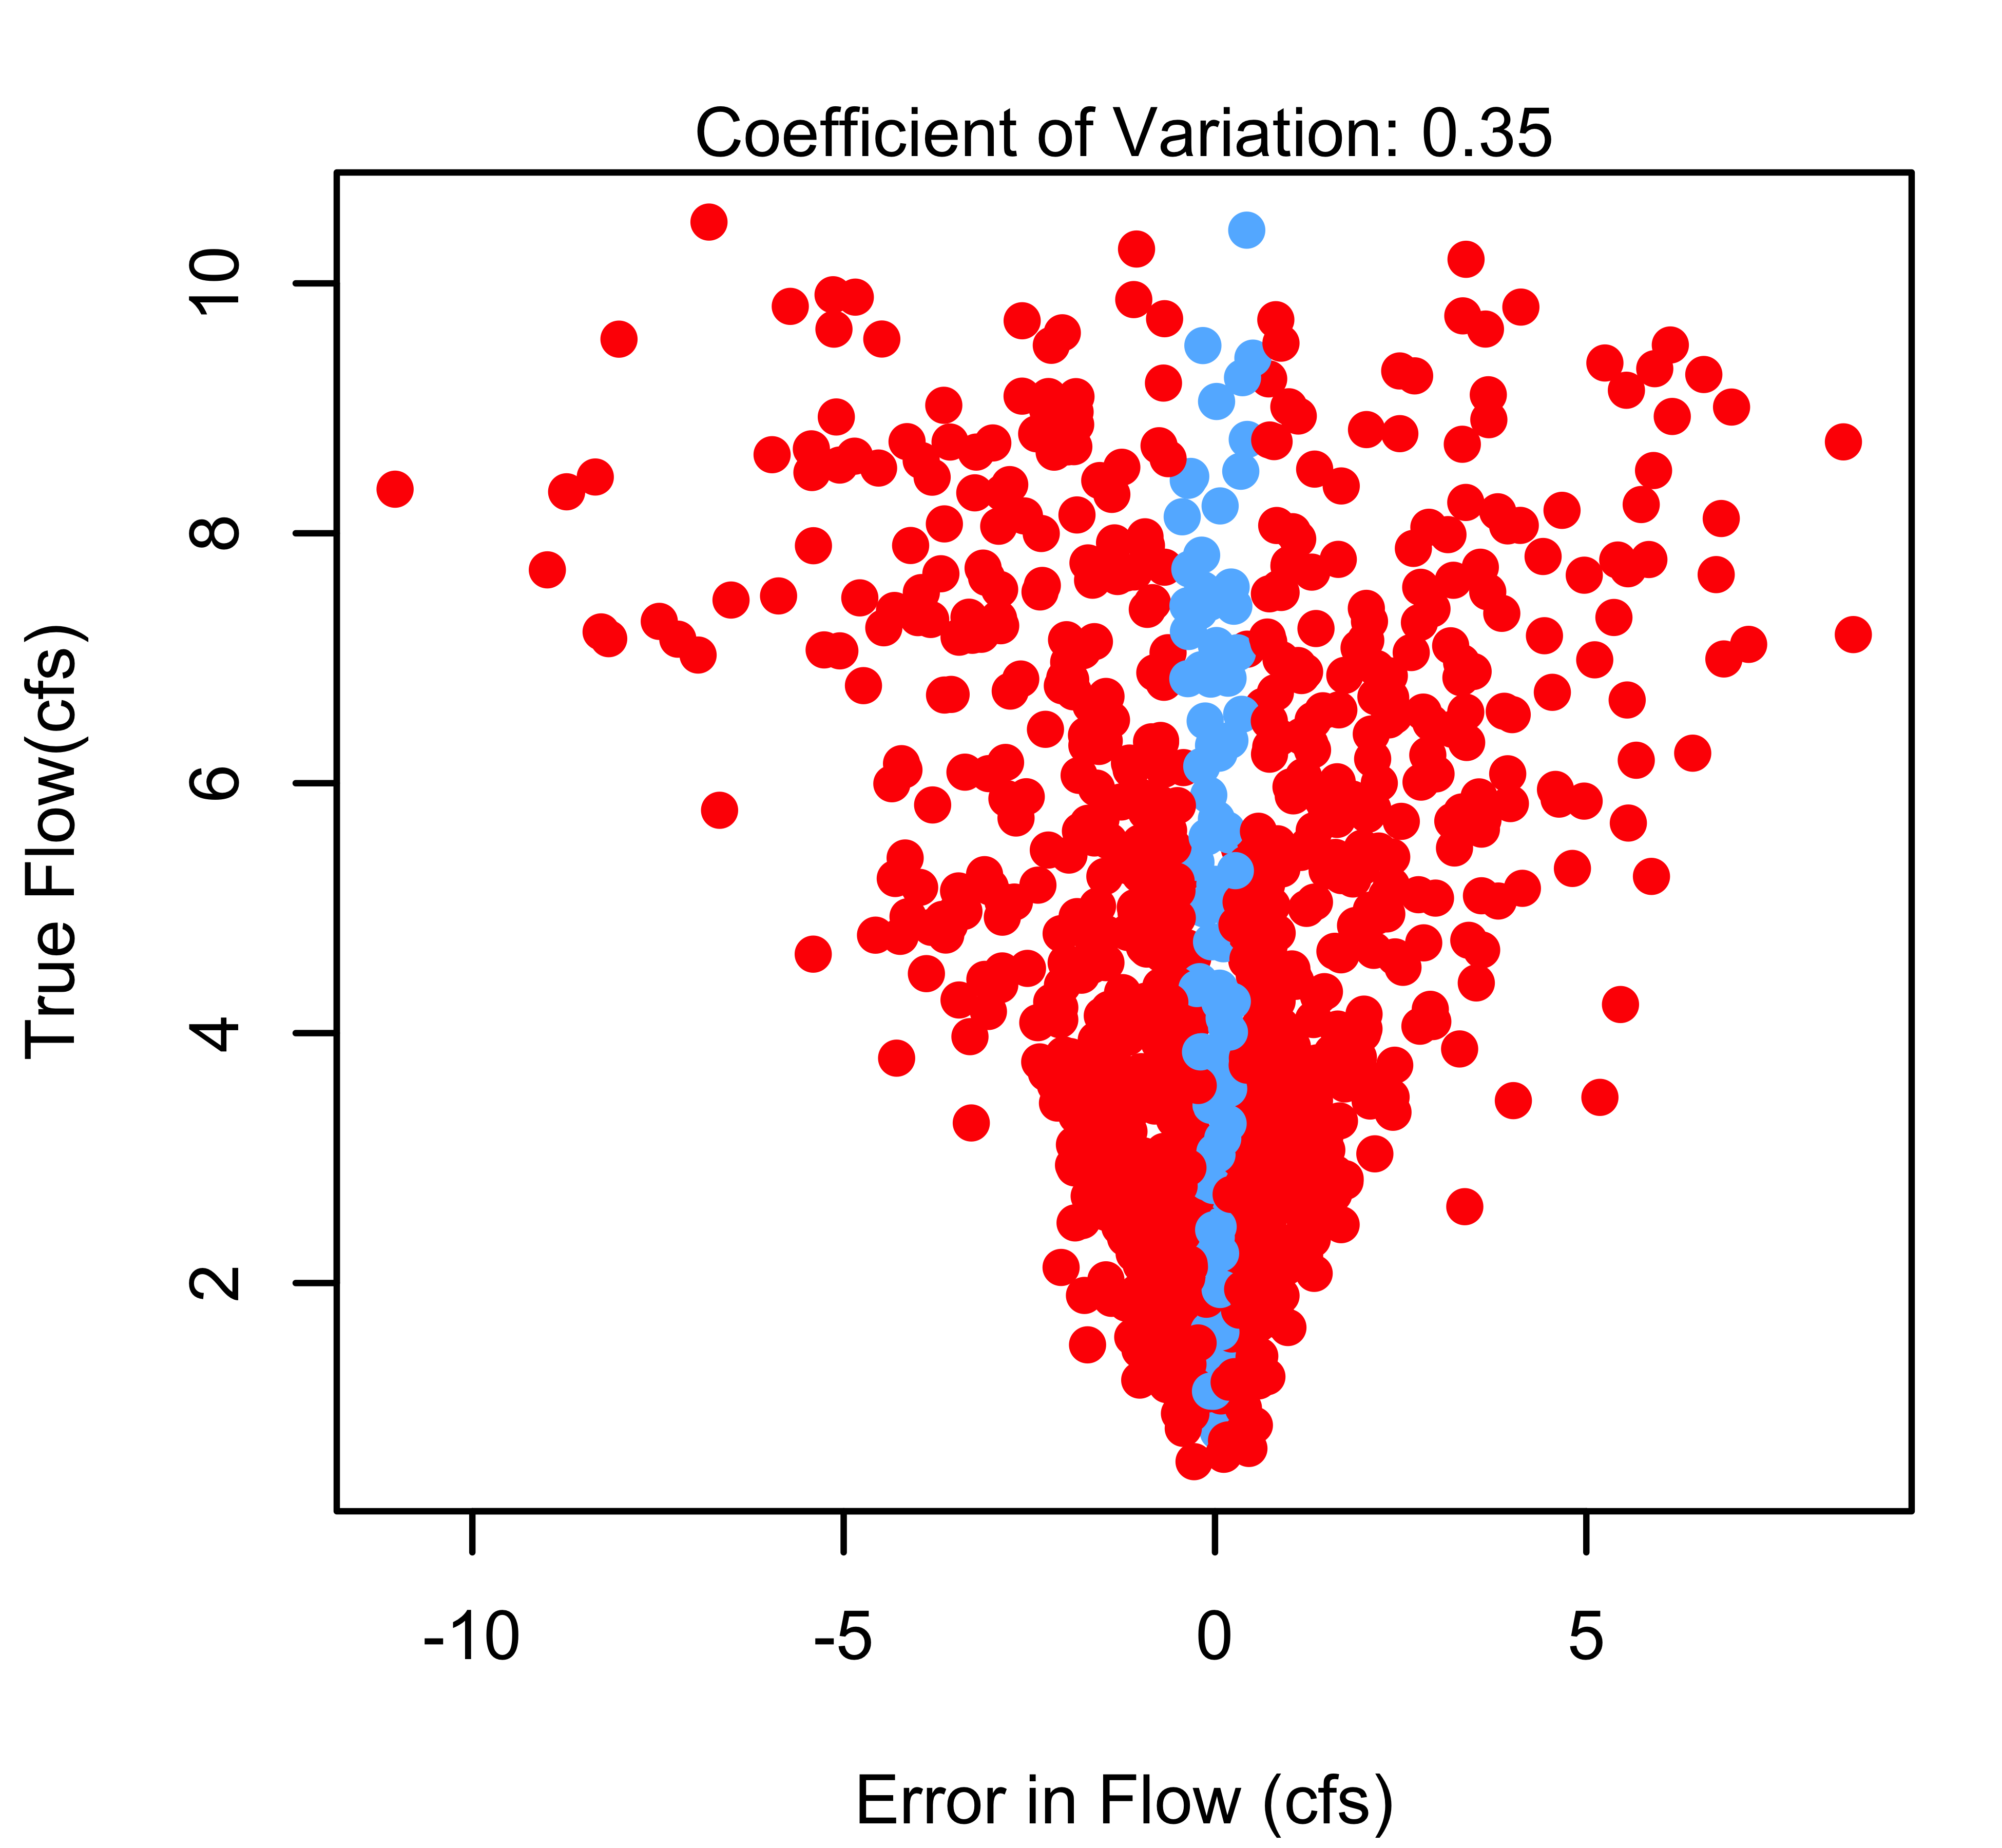 Coefficient of Variation: 0.35
True Flow(cfs)
10
8
6
4
2
-10 -5 0 5
Error in Flow (cfs)